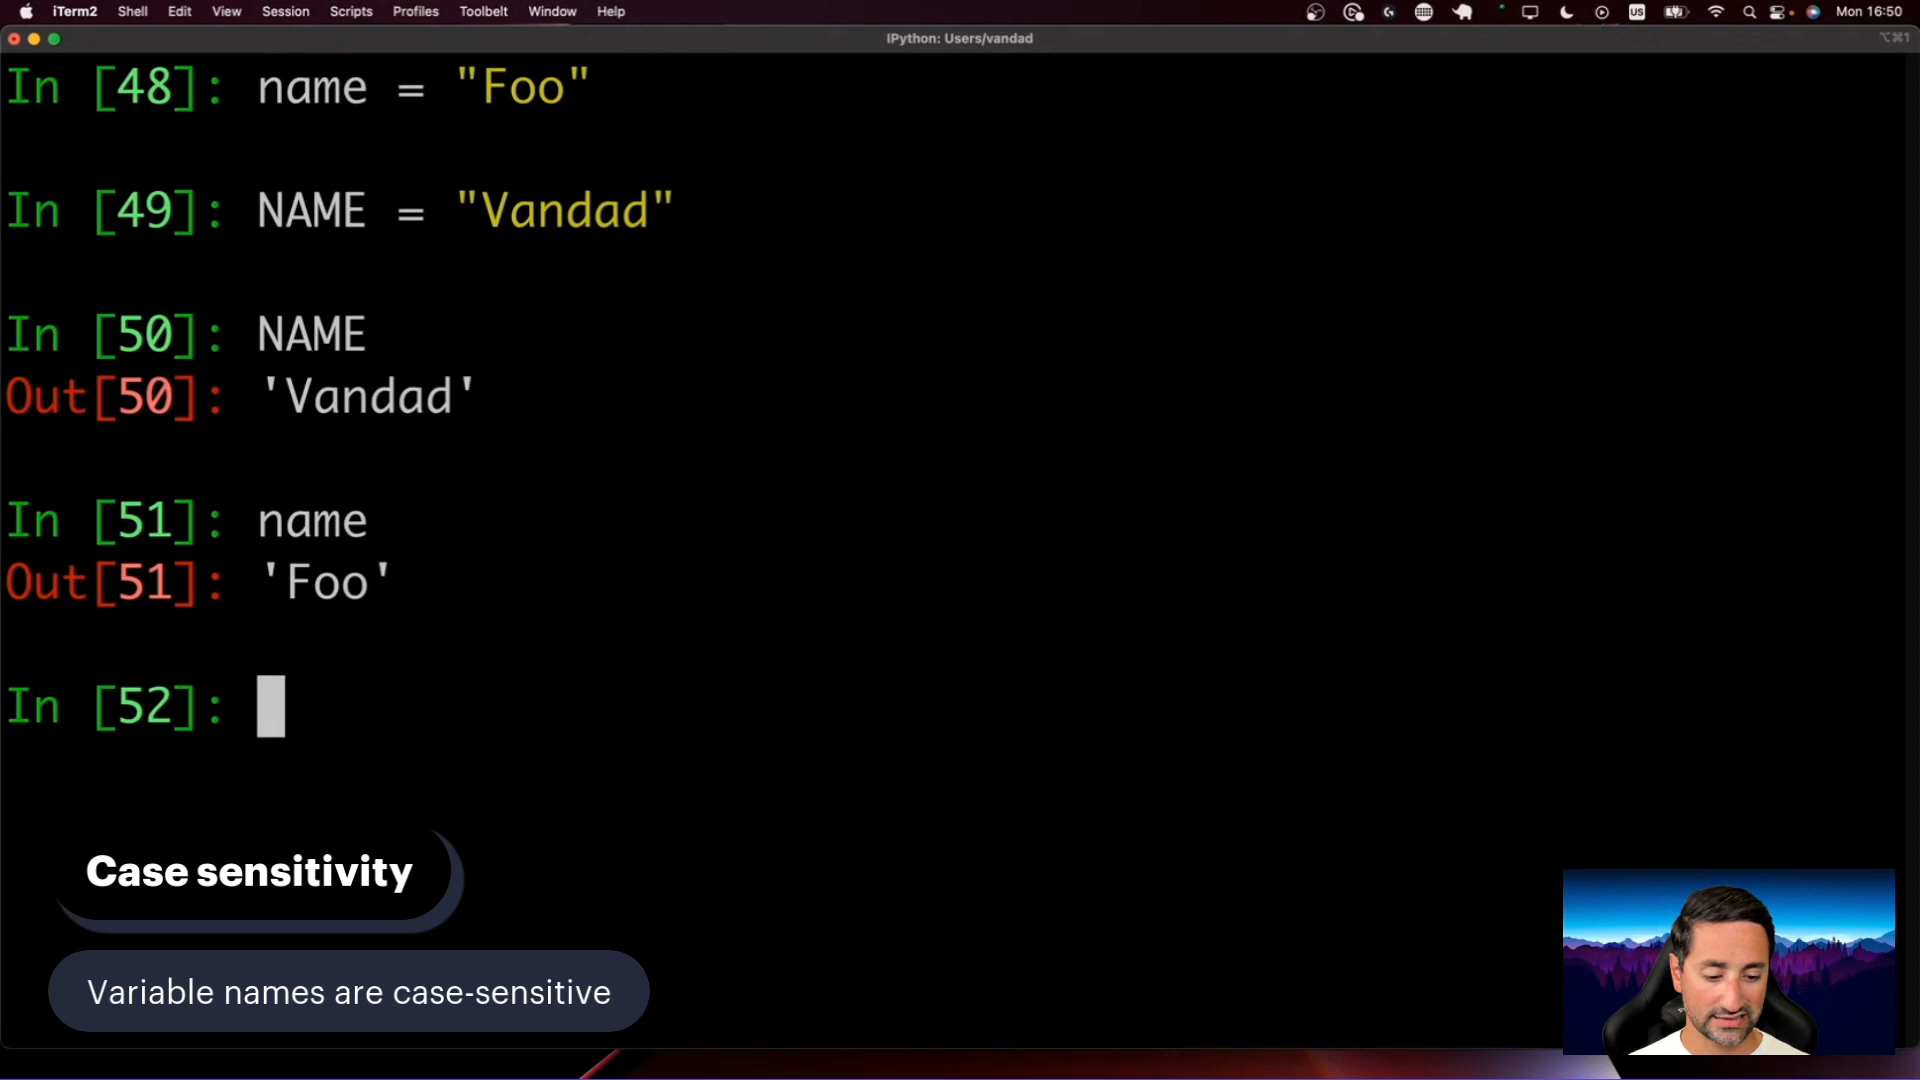 iTerm2 Shell Edit View Session Scripts Profiles Toolbelt Window Help US Mon 16:50
IPython: Users/vandad ⌥⌘1
In [48]: name = "Foo"
In [49]: NAME = "Vandad"
In [50]: NAME
Out[50]: 'Vandad'
In [51]: name
Out[51]: 'Foo'
In [52]:
Case sensitivity
Variable names are case-sensitive